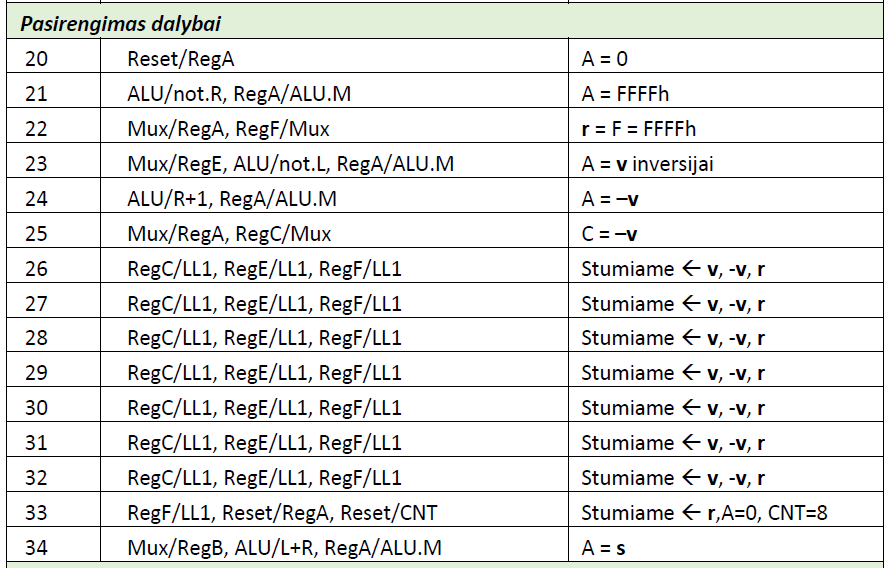 Pasirengimas dalybai
20 Reset/RegA A = 0
21 ALU/not.R, RegA/ALU.M A = FFFFh
22 Mux/RegA, RegF/Mux r = F = FFFFh
23 Mux/RegE, ALU/not.L, RegA/ALU.M A = v inversijai
24 ALU/R+1, RegA/ALU.M A = –v
25 Mux/RegA, RegC/Mux C = –v
26 RegC/LL1, RegE/LL1, RegF/LL1 Stumiame ← v, -v, r
27 RegC/LL1, RegE/LL1, RegF/LL1 Stumiame ← v, -v, r
28 RegC/LL1, RegE/LL1, RegF/LL1 Stumiame ← v, -v, r
29 RegC/LL1, RegE/LL1, RegF/LL1 Stumiame ← v, -v, r
30 RegC/LL1, RegE/LL1, RegF/LL1 Stumiame ← v, -v, r
31 RegC/LL1, RegE/LL1, RegF/LL1 Stumiame ← v, -v, r
32 RegC/LL1, RegE/LL1, RegF/LL1 Stumiame ← v, -v, r
33 RegF/LL1, Reset/RegA, Reset/CNT Stumiame ← r,A=0, CNT=8
34 Mux/RegB, ALU/L+R, RegA/ALU.M A = s